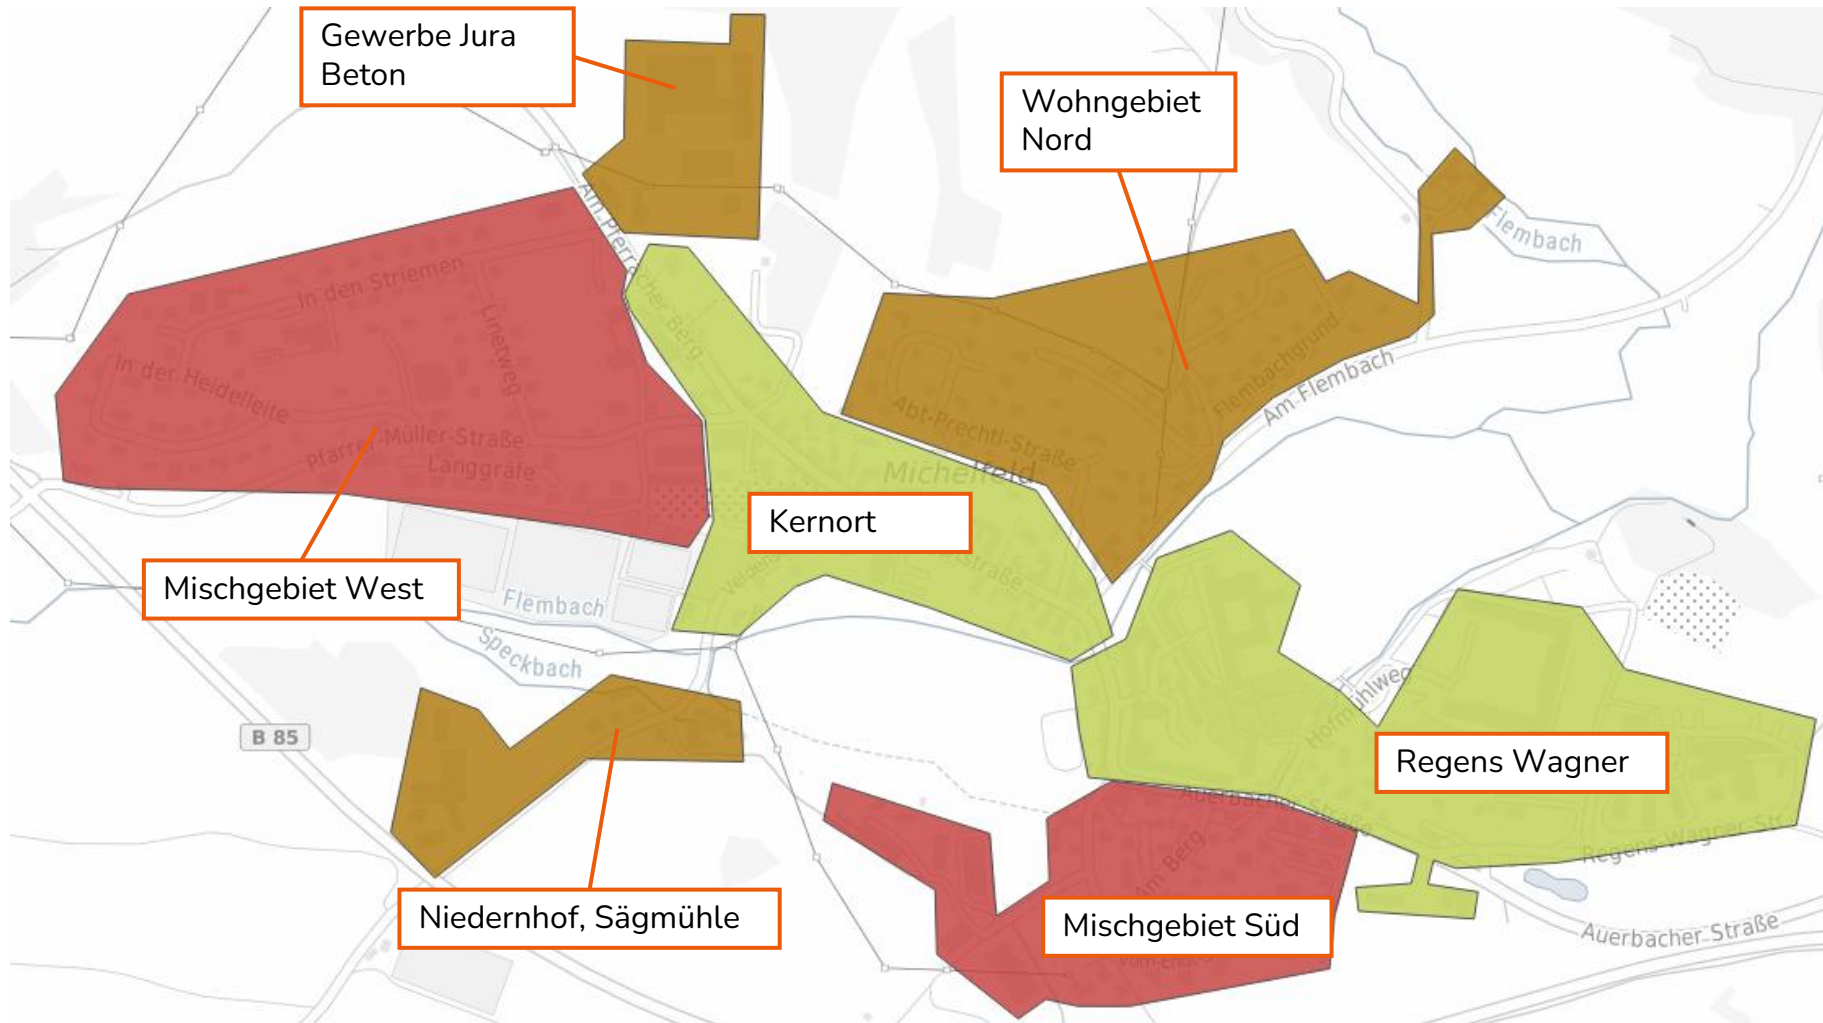 Gewerbe Jura
Beton
Wohngebiet
Nord
Am Pferracher Berg
Flembach
In den Striemen
Linetweg
In der Heidelleite
Flembachgrund
Am Flembach
Abt-Prechtl-Straße
Pfarrer-Müller-Straße
Langgräfe
Michelfeld
Kernort
Mischgebiet West
Flembach
Speckbach
Hofmühlweg
B 85
Regens Wagner
Auerbacher Straße
Am Berg
Regens-Wagner-Str.
Niedernhof, Sägmühle
Mischgebiet Süd
Auerbacher Straße